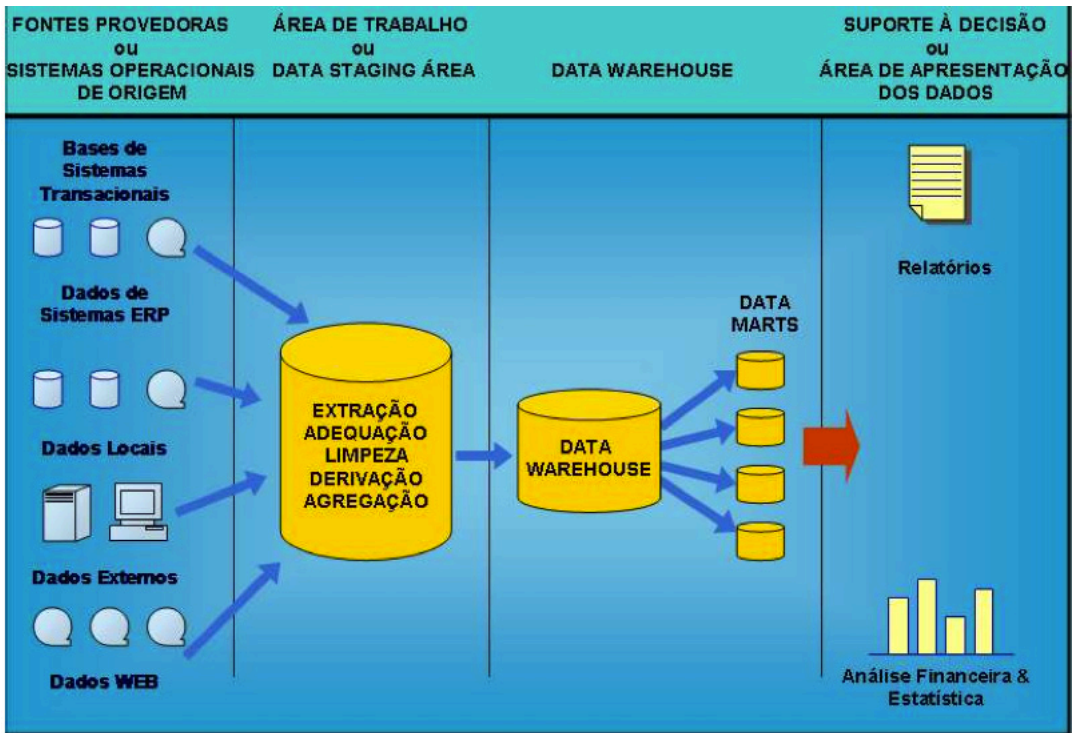 FONTES PROVEDORAS
ou
SISTEMAS OPERACIONAIS
DE ORIGEM
ÁREA DE TRABALHO
ou
DATA STAGING ÁREA
DATA WAREHOUSE
SUPORTE À DECISÃO
ou
ÁREA DE APRESENTAÇÃO
DOS DADOS
Bases de
Sistemas
Transacionais
Dados de
Sistemas ERP
Dados Locais
Dados Externos
Dados WEB
EXTRAÇÃO
ADEQUAÇÃO
LIMPEZA
DERIVAÇÃO
AGREGAÇÃO
DATA
WAREHOUSE
DATA
MARTS
Relatórios
Análise Financeira &
Estatística